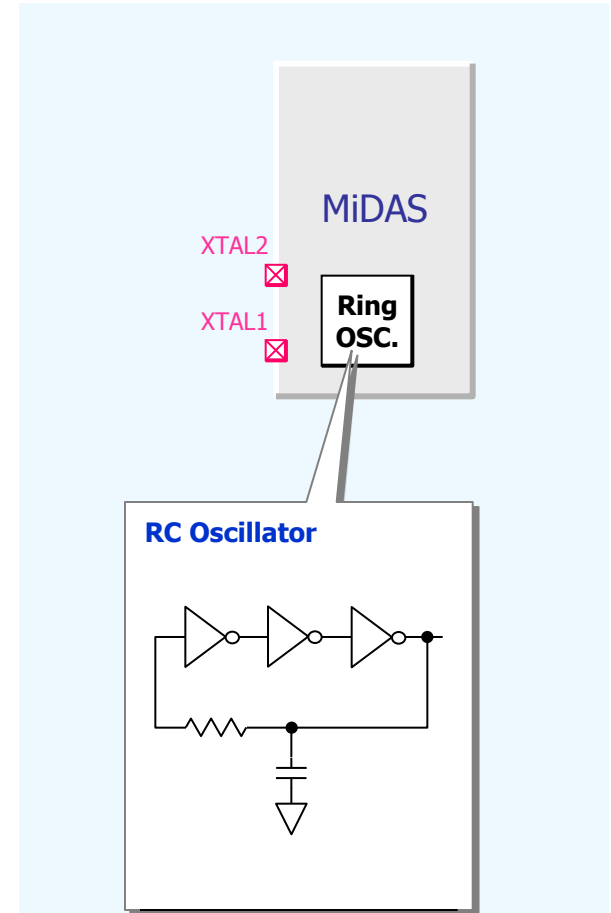 MiDAS
XTAL2
XTAL1
Ring
OSC.
RC Oscillator